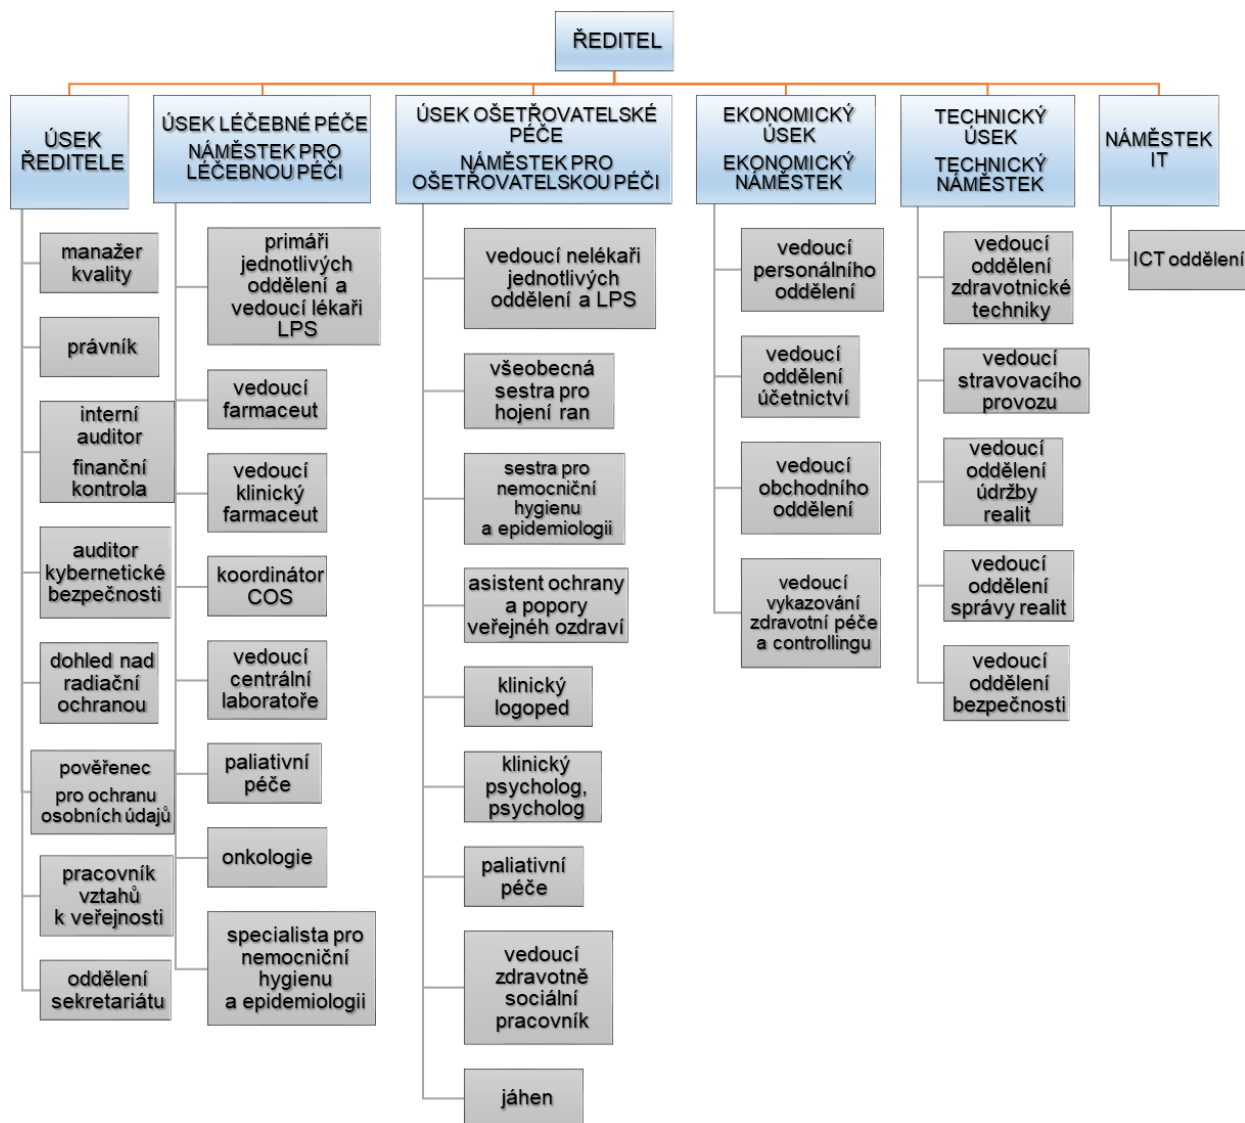 ŘEDITEL
ÚSEK
ŘEDITELE
manažer
kvality
právník
interní
auditor
finanční
kontrola
auditor
kybernetické
bezpečnosti
dohled nad
radiační
ochranou
pověřenec
pro ochranu
osobních údajů
pracovník
vztahů
k veřejnosti
oddělení
sekretariátu
ÚSEK LÉČEBNÉ PÉČE
NÁMĚSTEK PRO
LÉČEBNOU PÉČI
primáři
jednotlivých
oddělení a
vedoucí lékaři
LPS
vedoucí
farmaceut
vedoucí
klinický
farmaceut
koordinátor
COS
vedoucí
centrální
laboratoře
paliativní
péče
onkologie
specialista pro
nemocniční
hygienu
a epidemiologii
ÚSEK OŠETŘOVATELSKÉ
PÉČE
NÁMĚSTEK PRO
OŠETŘOVATELSKOU PÉČI
vedoucí nelékaři
jednotlivých
oddělení a LPS
všeobecná
sestra pro
hojení ran
sestra pro
nemocniční
hygienu
a epidemiologii
asistent ochrany
a popory
veřejnéh ozdraví
klinický
logoped
klinický
psycholog,
psycholog
paliativní
péče
vedoucí
zdravotně
sociální
pracovník
jáhen
EKONOMICKÝ
ÚSEK
EKONOMICKÝ
NÁMĚSTEK
vedoucí
personálního
oddělení
vedoucí
oddělení
účetnictví
vedoucí
obchodního
oddělení
vedoucí
vykazování
zdravotní péče
a controllingu
TECHNICKÝ
ÚSEK
TECHNICKÝ
NÁMĚSTEK
vedoucí
oddělení
zdravotnické
techniky
vedoucí
stravovacího
provozu
vedoucí
oddělení
údržby
realit
vedoucí
oddělení
správy realit
vedoucí
oddělení
bezpečnosti
NÁMĚSTEK
IT
ICT oddělení